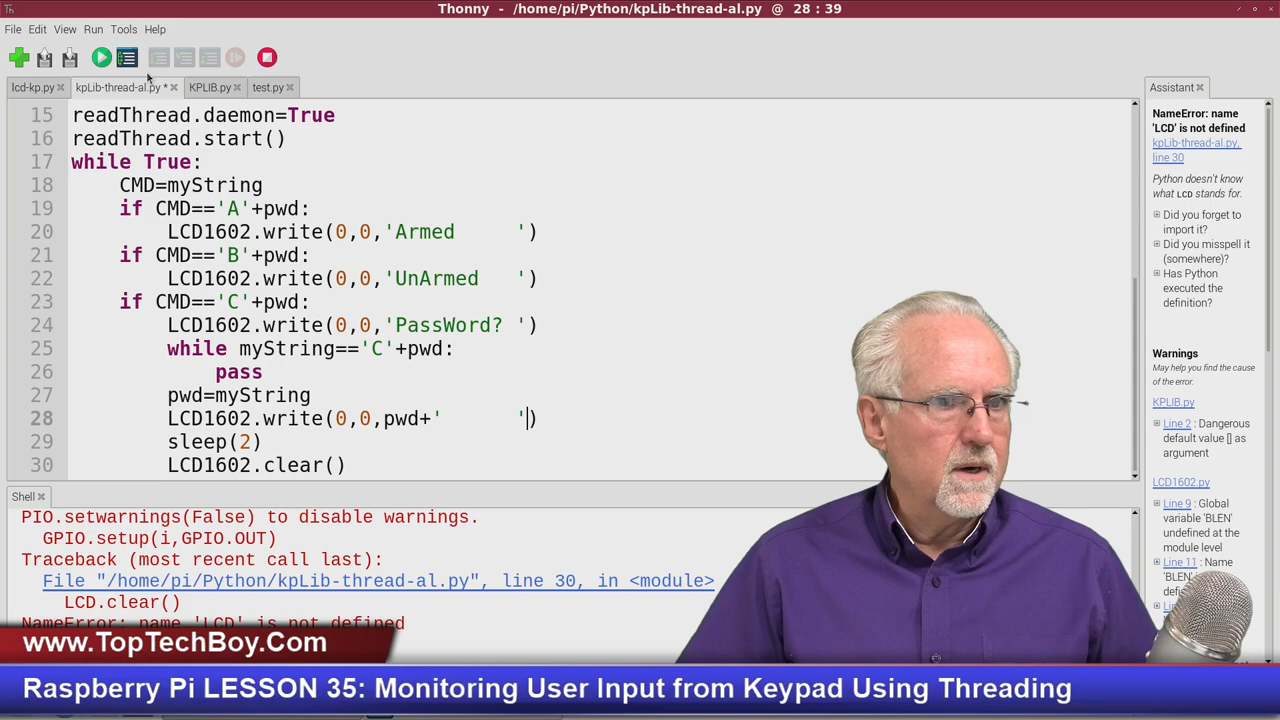 Thonny - /home/pi/Python/kpLib-thread-al.py @ 28 : 39
File Edit View Run Tools Help
lcd-kp.py kpLib-thread-al.py * KPLIB.py test.py
15 readThread.daemon=True
16 readThread.start()
17 while True:
18     CMD=myString
19     if CMD=='A'+pwd:
20         LCD1602.write(0,0,'Armed     ')
21     if CMD=='B'+pwd:
22         LCD1602.write(0,0,'UnArmed   ')
23     if CMD=='C'+pwd:
24         LCD1602.write(0,0,'PassWord? ')
25         while myString=='C'+pwd:
26             pass
27         pwd=myString
28         LCD1602.write(0,0,pwd+'      ')
29         sleep(2)
30         LCD1602.clear()
Shell
PIO.setwarnings(False) to disable warnings.
  GPIO.setup(i,GPIO.OUT)
Traceback (most recent call last):
  File "/home/pi/Python/kpLib-thread-al.py", line 30, in <module>
    LCD.clear()
NameError: name 'LCD' is not defined
Assistant
NameError: name
'LCD' is not defined
kpLib-thread-al.py,
line 30
Python doesn't know
what LCD stands for.
Did you forget to
import it?
Did you misspell it
(somewhere)?
Has Python
executed the
definition?
Warnings
May help you find the cause
of the error.
KPLIB.py
Line 2 : Dangerous
default value [] as
argument
LCD1602.py
Line 9 : Global
variable 'BLEN'
undefined at the
module level
Line 11 : Name
'BLEN'
www.TopTechBoy.Com
Raspberry Pi LESSON 35: Monitoring User Input from Keypad Using Threading